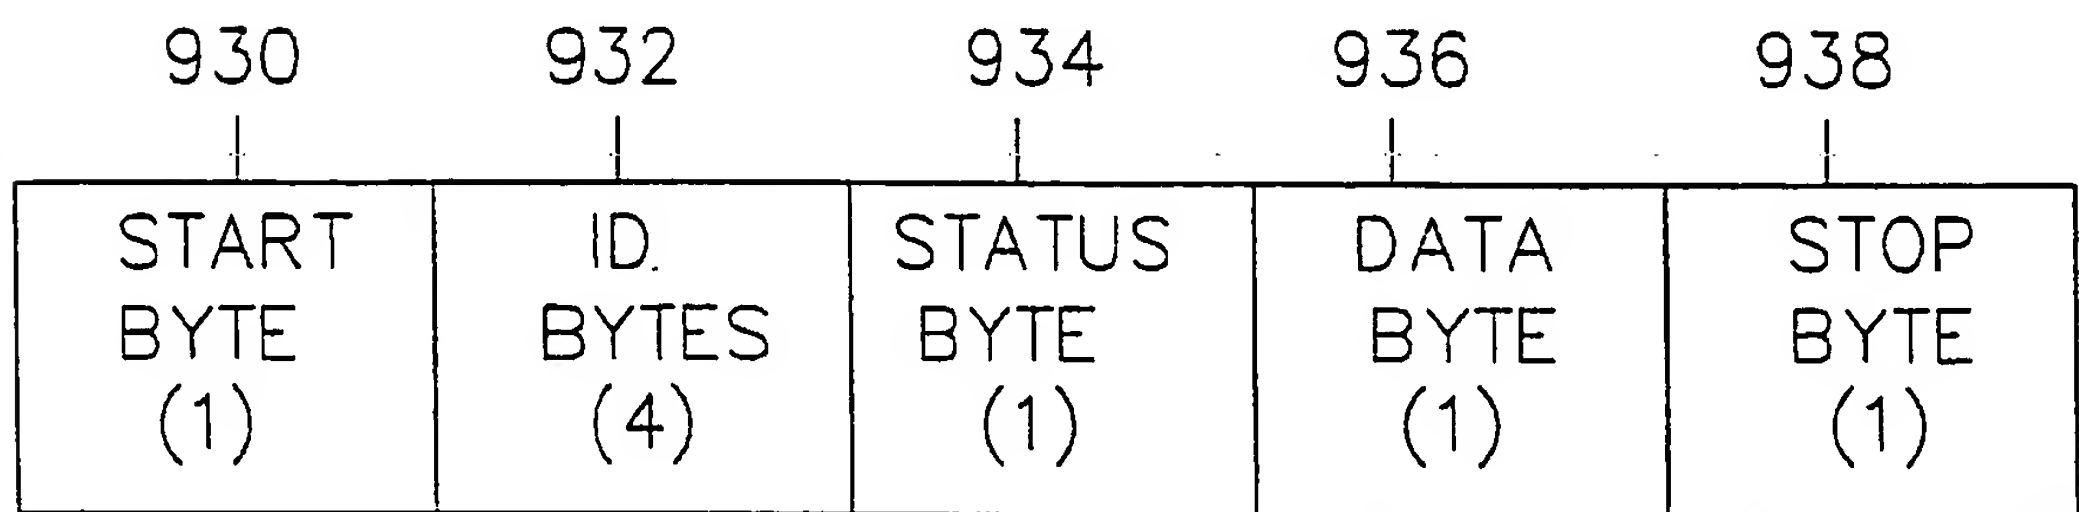 930 932 934 936 938
START ID. STATUS DATA STOP
BYTE BYTES BYTE BYTE BYTE
(1) (4) (1) (1) (1)